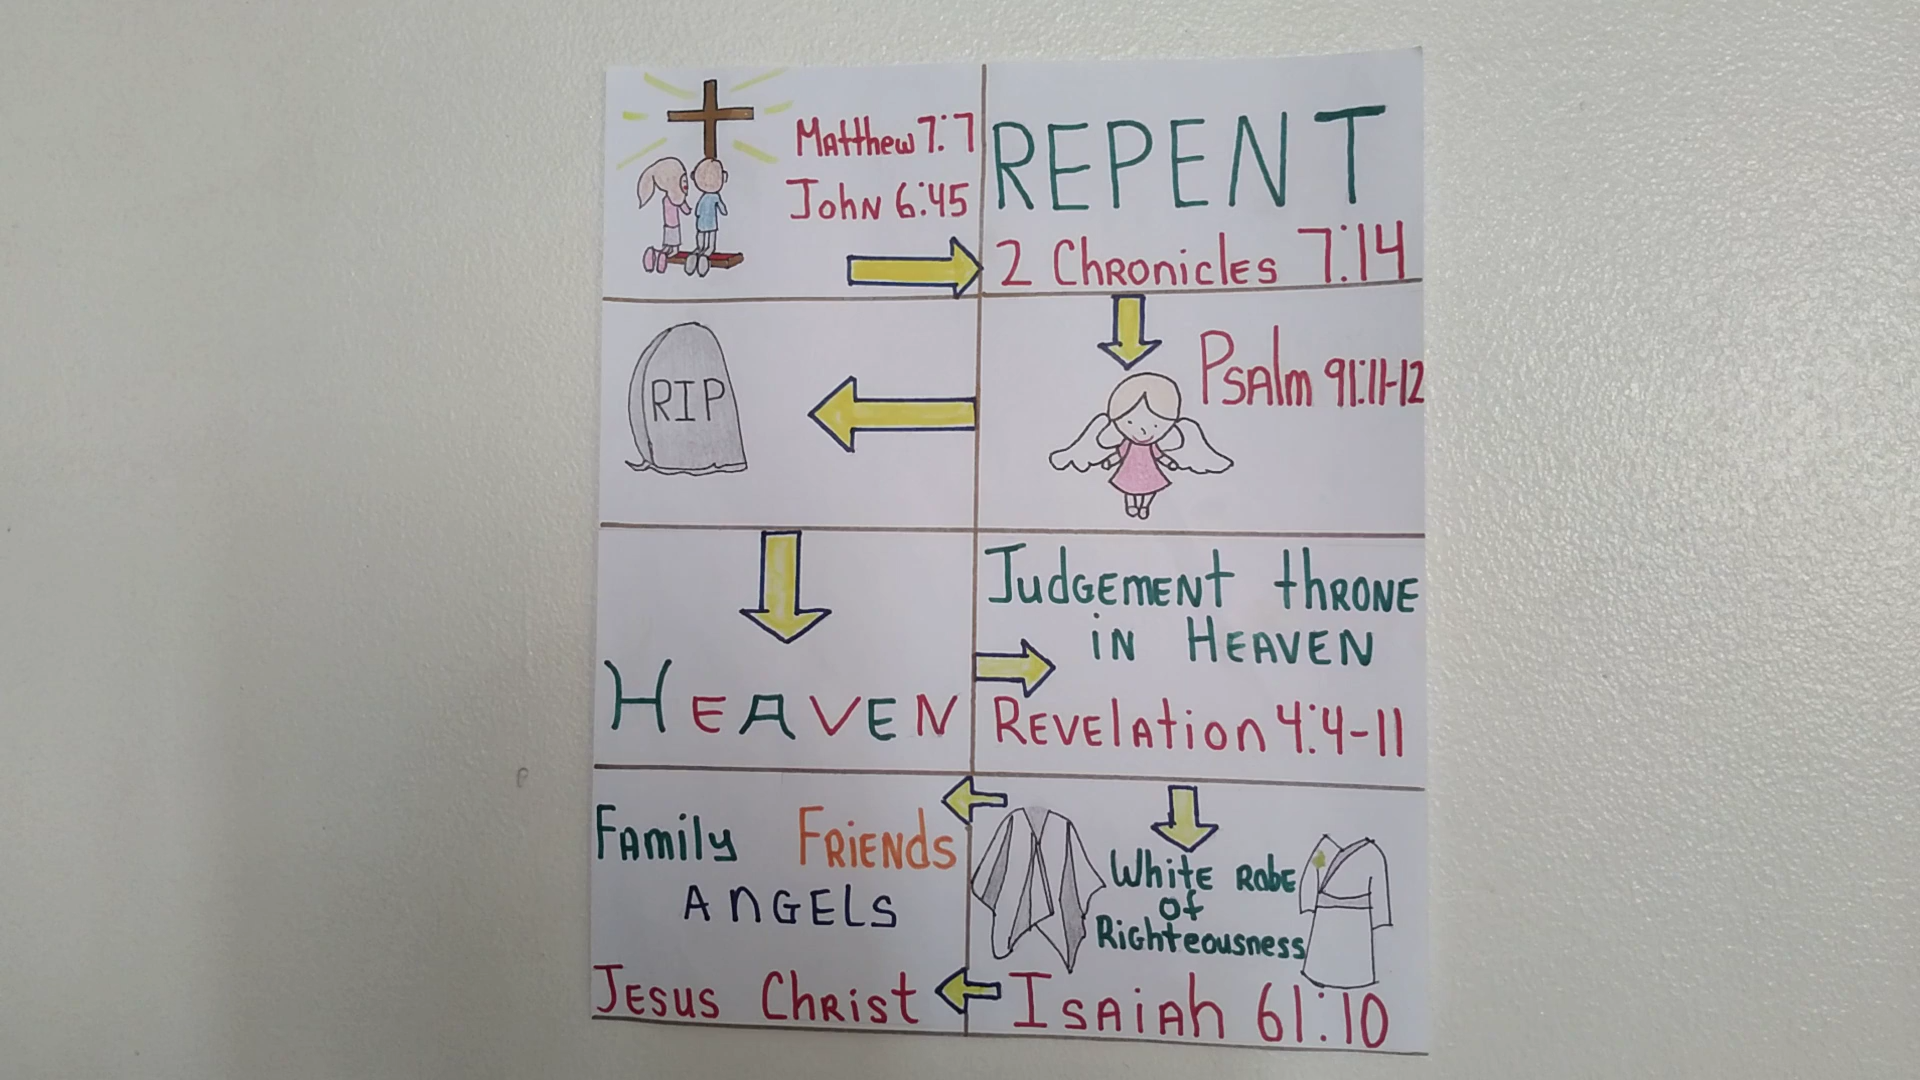 Matthew 7:7
John 6:45
REPENT
2 Chronicles 7:14
RIP
Psalm 91:11-12
HEAVEN
Judgement throne
in Heaven
Revelation 4:4-11
Family Friends
ANGELS
Jesus Christ
White Robe
of
Righteousness
Isaiah 61:10